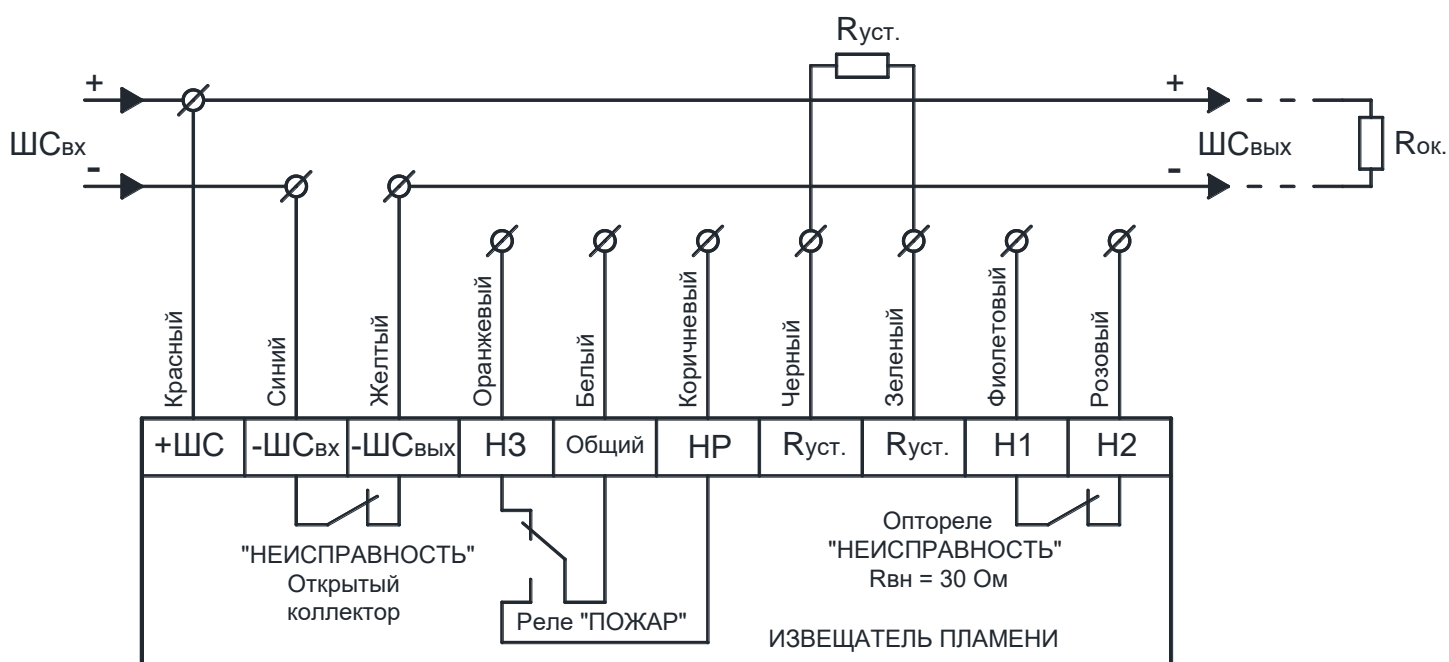 Rуст.
+
+
ШСвх
ШСвых
Rок.
-
-
Красный
Синий
Желтый
Оранжевый
Белый
Коричневый
Черный
Зеленый
Фиолетовый
Розовый
+ШС
-ШСвх
-ШСвых
НЗ
Общий
НР
Rуст.
Rуст.
Н1
Н2
"НЕИСПРАВНОСТЬ"
Открытый
коллектор
Реле "ПОЖАР"
Оптореле
"НЕИСПРАВНОСТЬ"
Rвн = 30 Ом
ИЗВЕЩАТЕЛЬ ПЛАМЕНИ